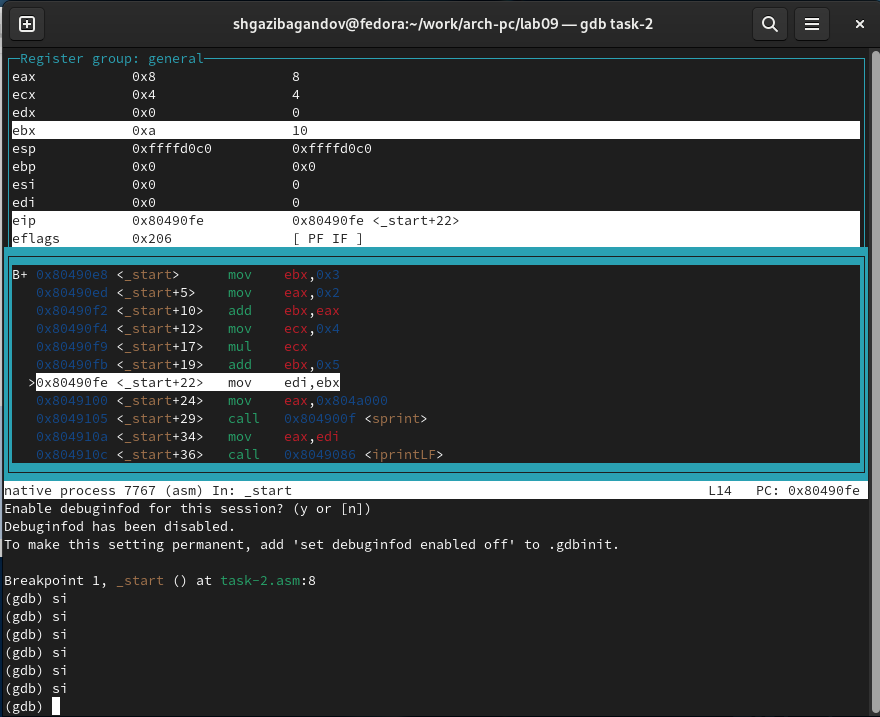 shgazibagandov@fedora:~/work/arch-pc/lab09 — gdb task-2
Register group: general
eax 0x8 8
ecx 0x4 4
edx 0x0 0
ebx 0xa 10
esp 0xffffd0c0 0xffffd0c0
ebp 0x0 0x0
esi 0x0 0
edi 0x0 0
eip 0x80490fe 0x80490fe <_start+22>
eflags 0x206 [ PF IF ]
B+ 0x80490e8 <_start> mov ebx,0x3
0x80490ed <_start+5> mov eax,0x2
0x80490f2 <_start+10> add ebx,eax
0x80490f4 <_start+12> mov ecx,0x4
0x80490f9 <_start+17> mul ecx
0x80490fb <_start+19> add ebx,0x5
>0x80490fe <_start+22> mov edi,ebx
0x8049100 <_start+24> mov eax,0x804a000
0x8049105 <_start+29> call 0x804900f <sprint>
0x804910a <_start+34> mov eax,edi
0x804910c <_start+36> call 0x8049086 <iprintLF>
native process 7767 (asm) In: _start L14 PC: 0x80490fe
Enable debuginfod for this session? (y or [n])
Debuginfod has been disabled.
To make this setting permanent, add 'set debuginfod enabled off' to .gdbinit.
Breakpoint 1, _start () at task-2.asm:8
(gdb) si
(gdb) si
(gdb) si
(gdb) si
(gdb) si
(gdb) si
(gdb)